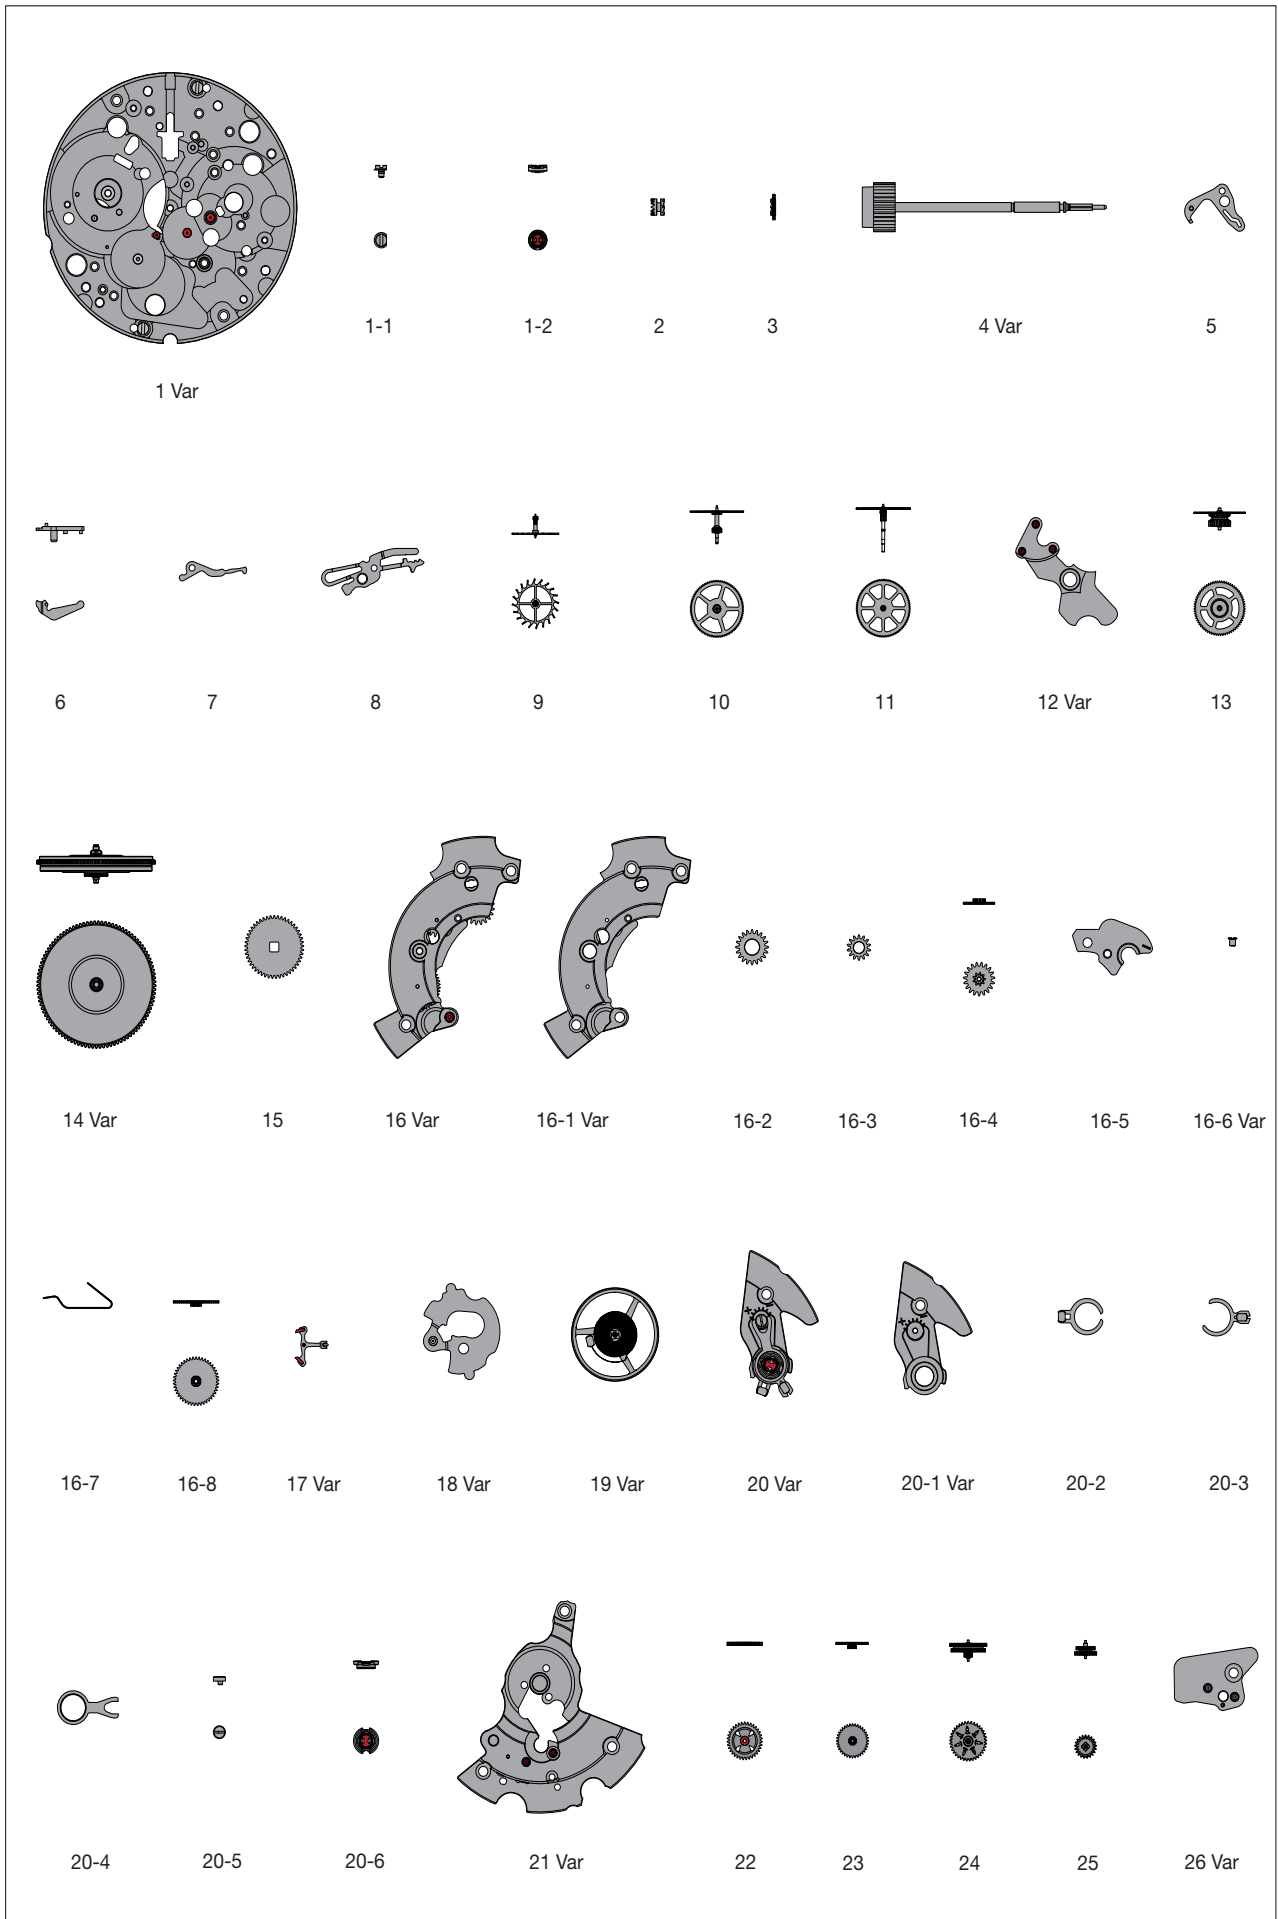 1-1 1-2 2 3 4 Var 5
1 Var
6 7 8 9 10 11 12 Var 13
14 Var 15 16 Var 16-1 Var 16-2 16-3 16-4 16-5 16-6 Var
16-7 16-8 17 Var 18 Var 19 Var 20 Var 20-1 Var 20-2 20-3
20-4 20-5 20-6 21 Var 22 23 24 25 26 Var